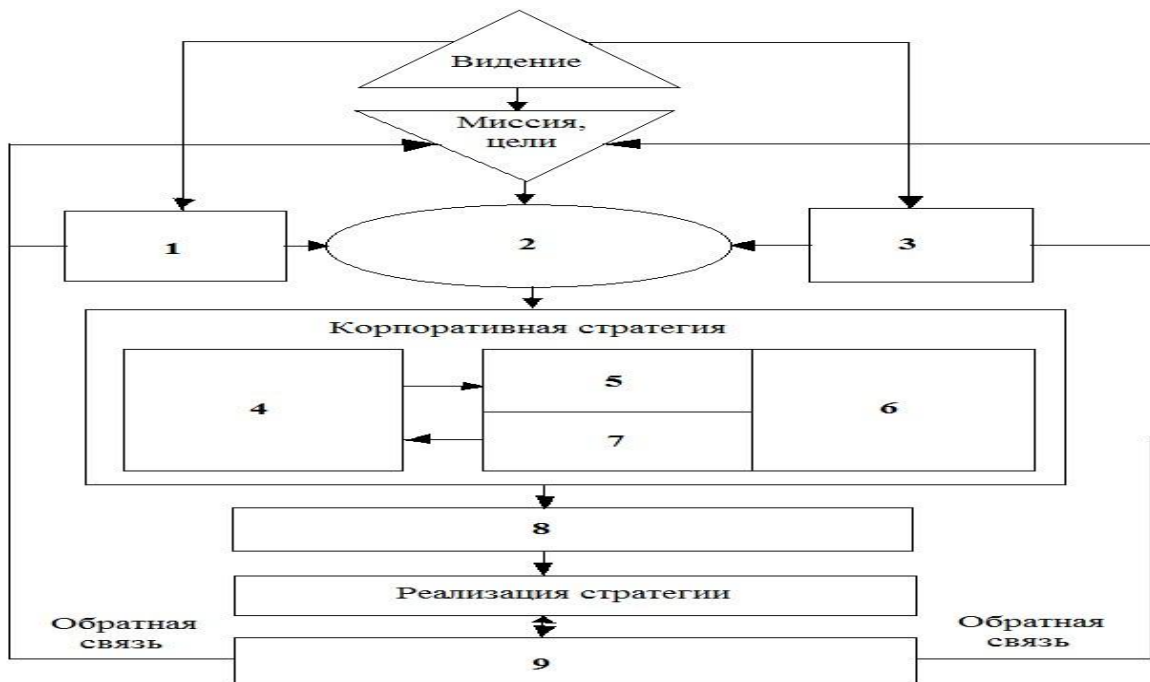 Видение
Миссия,
цели
1
2
3
Корпоративная стратегия
4
5
6
7
8
Реализация стратегии
Обратная
связь
Обратная
связь
9